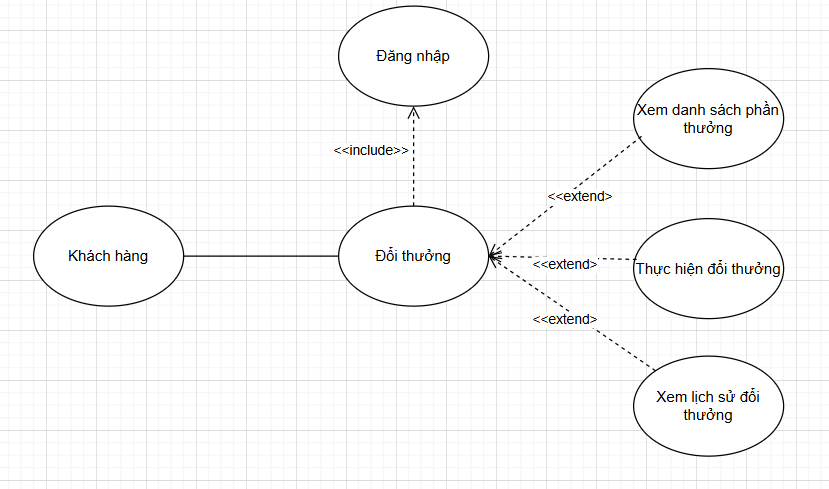 Đăng nhập
<<include>>
Xem danh sách phần
thưởng
<<extend>
Khách hàng
Đổi thưởng
<<extend>
Thực hiện đổi thưởng
<<extend>
Xem lịch sử đổi
thưởng